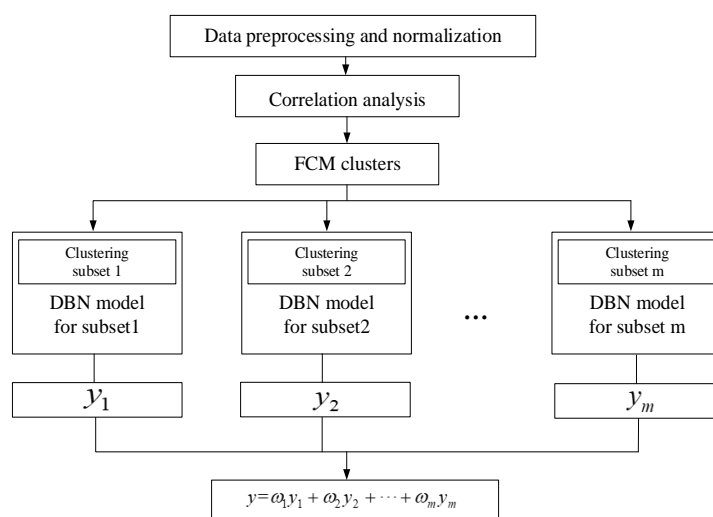 Data preprocessing and normalization
Correlation analysis
FCM clusters
Clustering
subset 1
DBN model
for subset1
Clustering
subset 2
DBN model
for subset2
...
Clustering
subset m
DBN model
for subset m
y₁
y₂
yₘ
y=ω₁y₁ + ω₂y₂ + ⋯ + ωₘyₘ